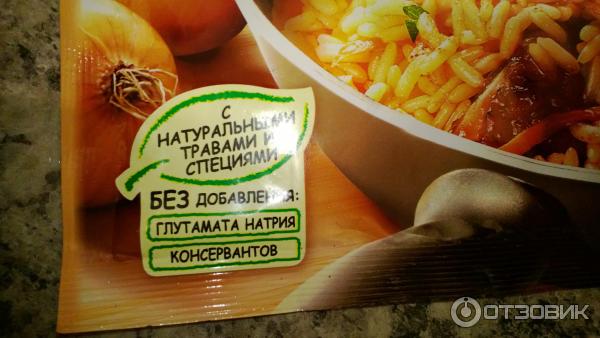 С
НАТУРАЛЬНЫМИ
ТРАВАМИ И
СПЕЦИЯМИ
БЕЗ ДОБАВЛЕНИЯ:
ГЛУТАМАТА НАТРИЯ
КОНСЕРВАНТОВ
ОТЗОВИК